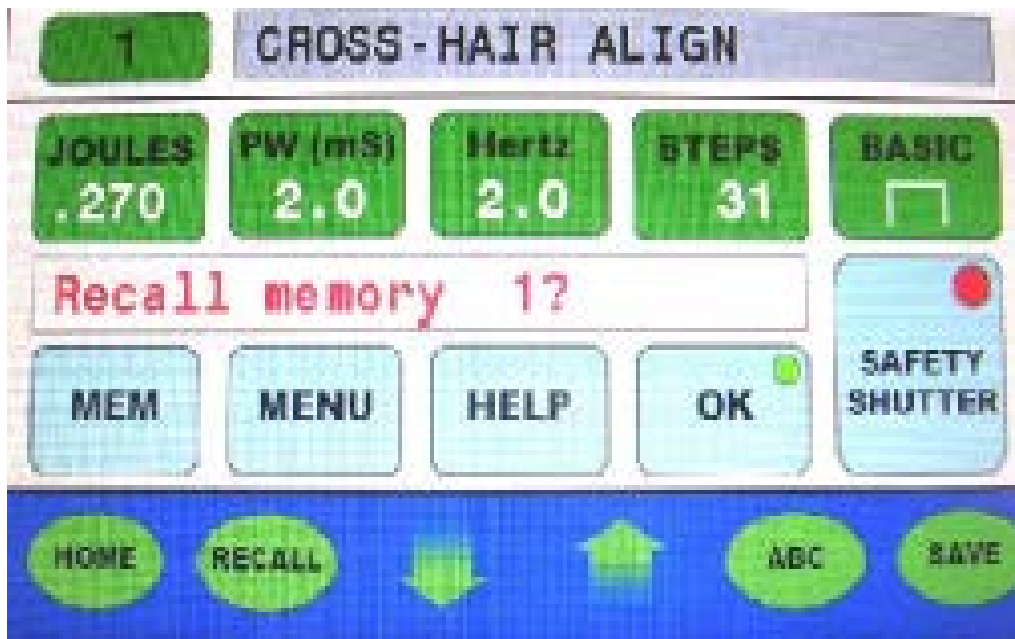 1 CROSS-HAIR ALIGN
JOULES PW (mS) Hertz STEPS BASIC
.270 2.0 2.0 31
Recall memory 1?
SAFETY
SHUTTER
MEM MENU HELP OK
HOME RECALL ABC SAVE